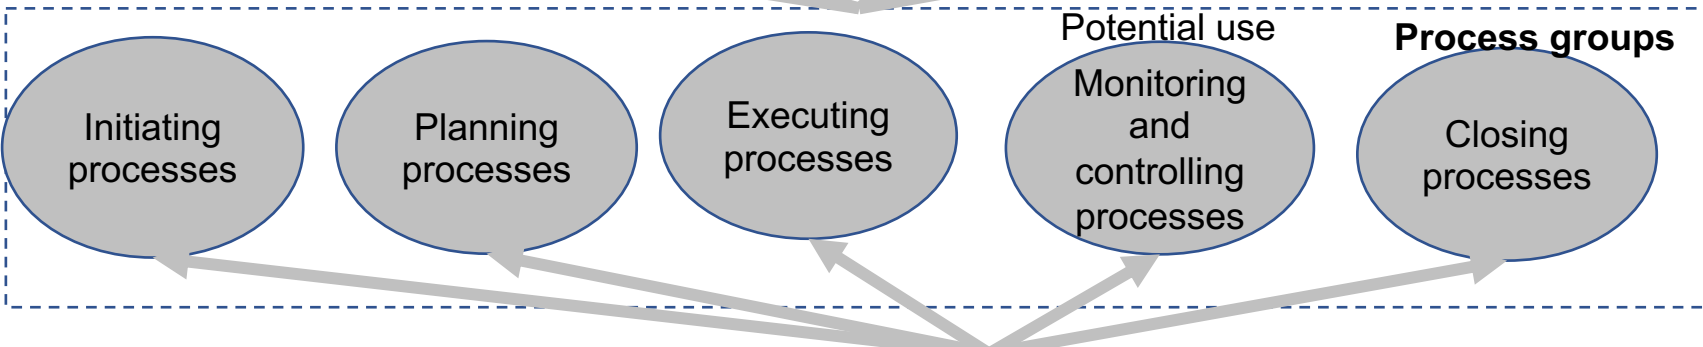 Potential use
Process groups
Initiating
processes
Planning
processes
Executing
processes
Monitoring
and
controlling
processes
Closing
processes